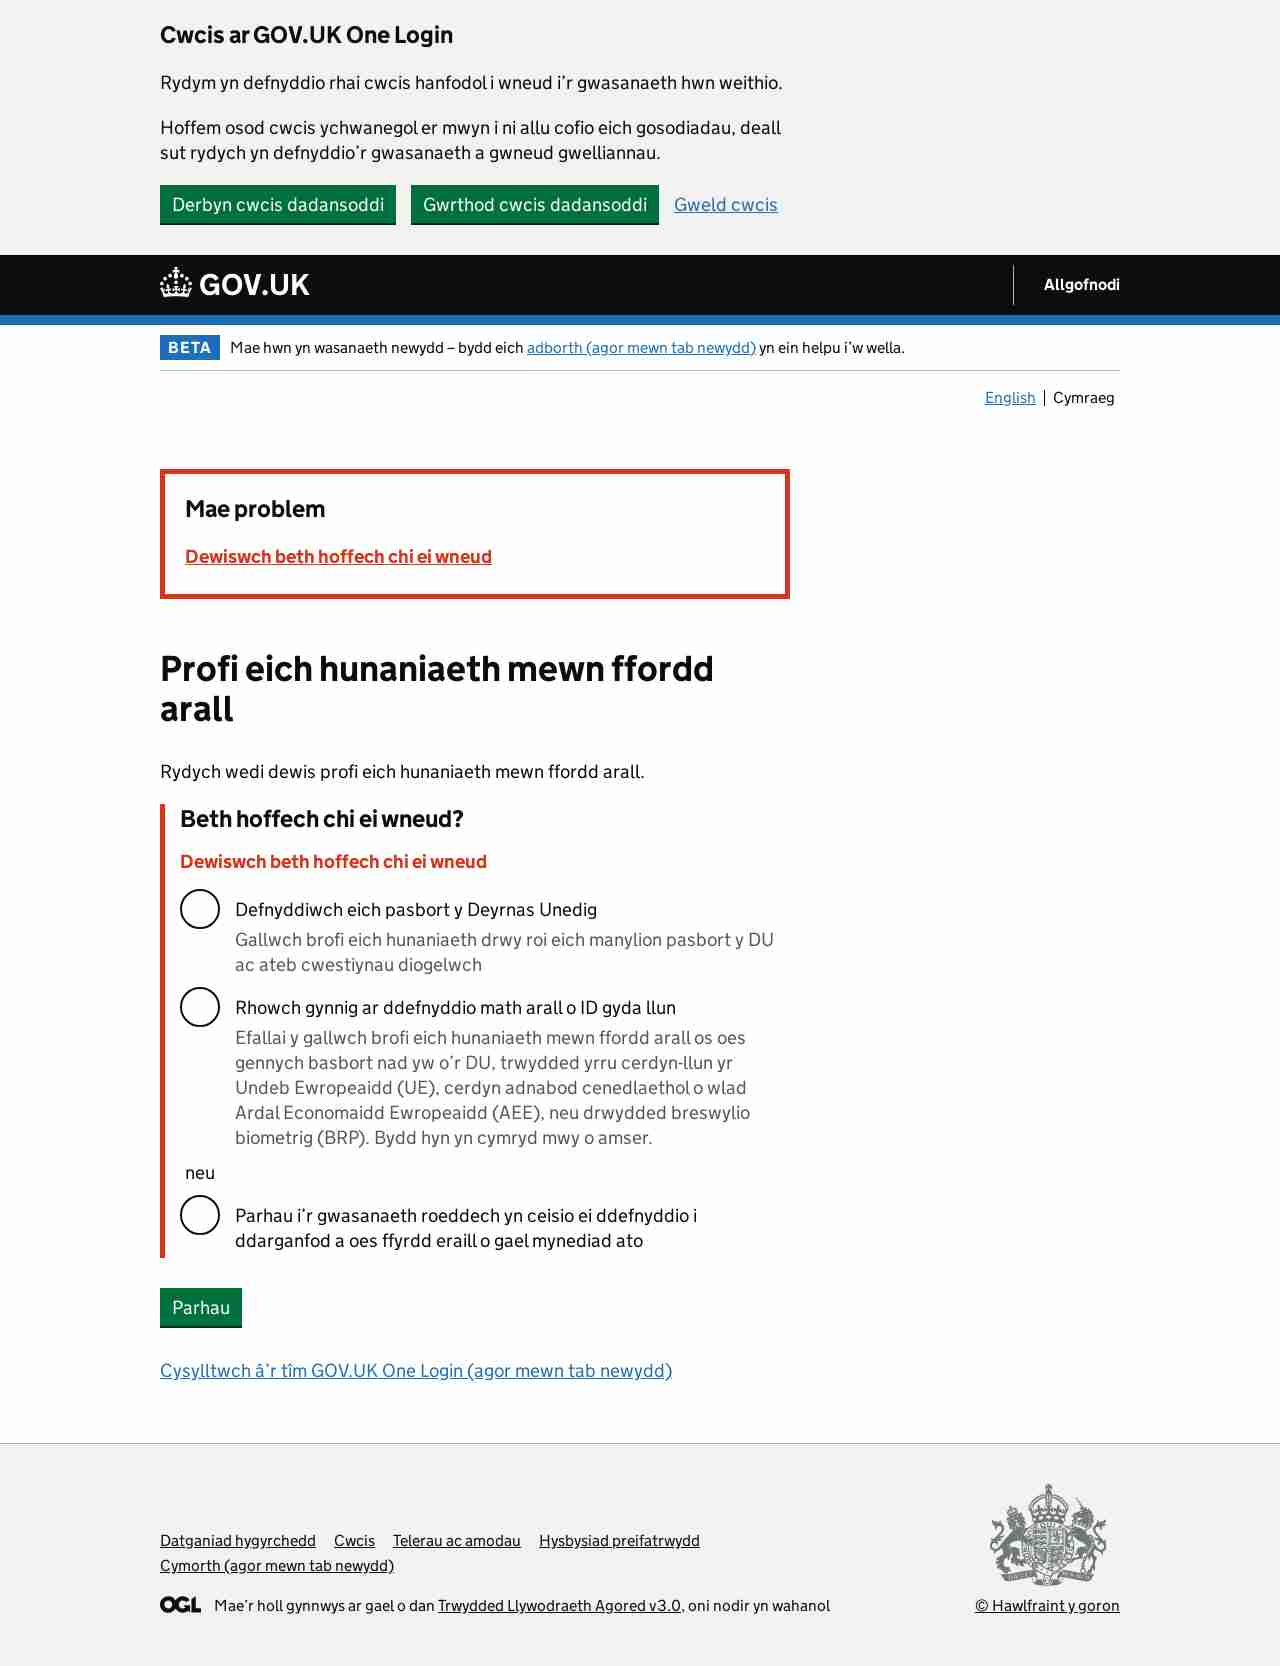 Cwcis ar GOV.UK One Login
Rydym yn defnyddio rhai cwcis hanfodol i wneud i’r gwasanaeth hwn weithio.
Hoffem osod cwcis ychwanegol er mwyn i ni allu cofio eich gosodiadau, deall
sut rydych yn defnyddio’r gwasanaeth a gwneud gwelliannau.
Derbyn cwcis dadansoddi Gwrthod cwcis dadansoddi Gweld cwcis
GOV.UK Allgofnodi
BETA Mae hwn yn wasanaeth newydd – bydd eich adborth (agor mewn tab newydd) yn ein helpu i’w wella.
English Cymraeg
Mae problem
Dewiswch beth hoffech chi ei wneud
Profi eich hunaniaeth mewn ffordd
arall
Rydych wedi dewis profi eich hunaniaeth mewn ffordd arall.
Beth hoffech chi ei wneud?
Dewiswch beth hoffech chi ei wneud
Defnyddiwch eich pasbort y Deyrnas Unedig
Gallwch brofi eich hunaniaeth drwy roi eich manylion pasbort y DU
ac ateb cwestiynau diogelwch
Rhowch gynnig ar ddefnyddio math arall o ID gyda llun
Efallai y gallwch brofi eich hunaniaeth mewn ffordd arall os oes
gennych basbort nad yw o’r DU, trwydded yrru cerdyn-llun yr
Undeb Ewropeaidd (UE), cerdyn adnabod cenedlaethol o wlad
Ardal Economaidd Ewropeaidd (AEE), neu drwydded breswylio
biometrig (BRP). Bydd hyn yn cymryd mwy o amser.
neu
Parhau i’r gwasanaeth roeddech yn ceisio ei ddefnyddio i
ddarganfod a oes ffyrdd eraill o gael mynediad ato
Parhau
Cysylltwch â’r tîm GOV.UK One Login (agor mewn tab newydd)
Datganiad hygyrchedd Cwcis Telerau ac amodau Hysbysiad preifatrwydd
Cymorth (agor mewn tab newydd)
OGL Mae’r holl gynnwys ar gael o dan Trwydded Llywodraeth Agored v3.0, oni nodir yn wahanol
© Hawlfraint y goron